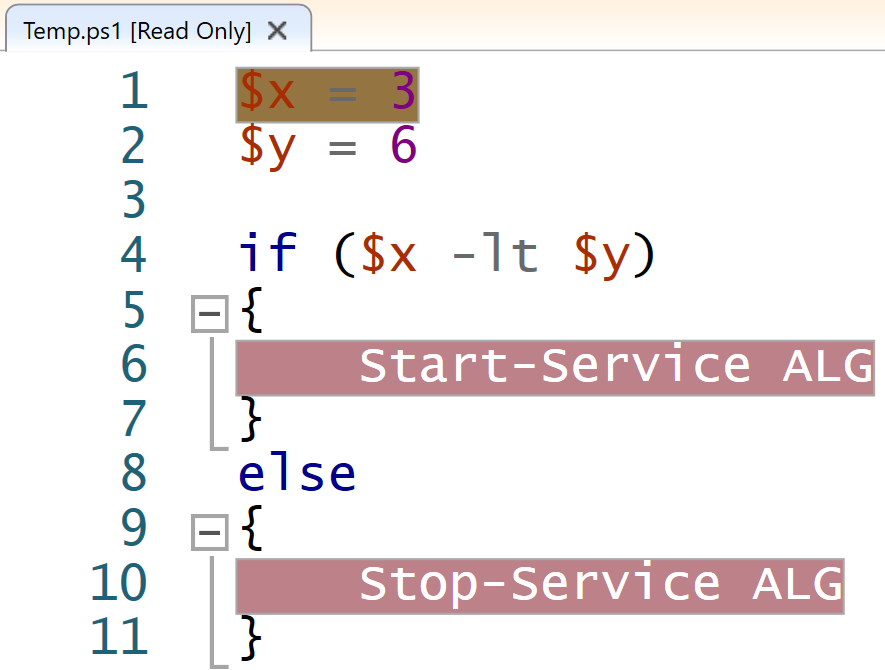 Temp.ps1 [Read Only]
1 $x = 3
2 $y = 6
3
4 if ($x -lt $y)
5 {
6 Start-Service ALG
7 }
8 else
9 {
10 Stop-Service ALG
11 }